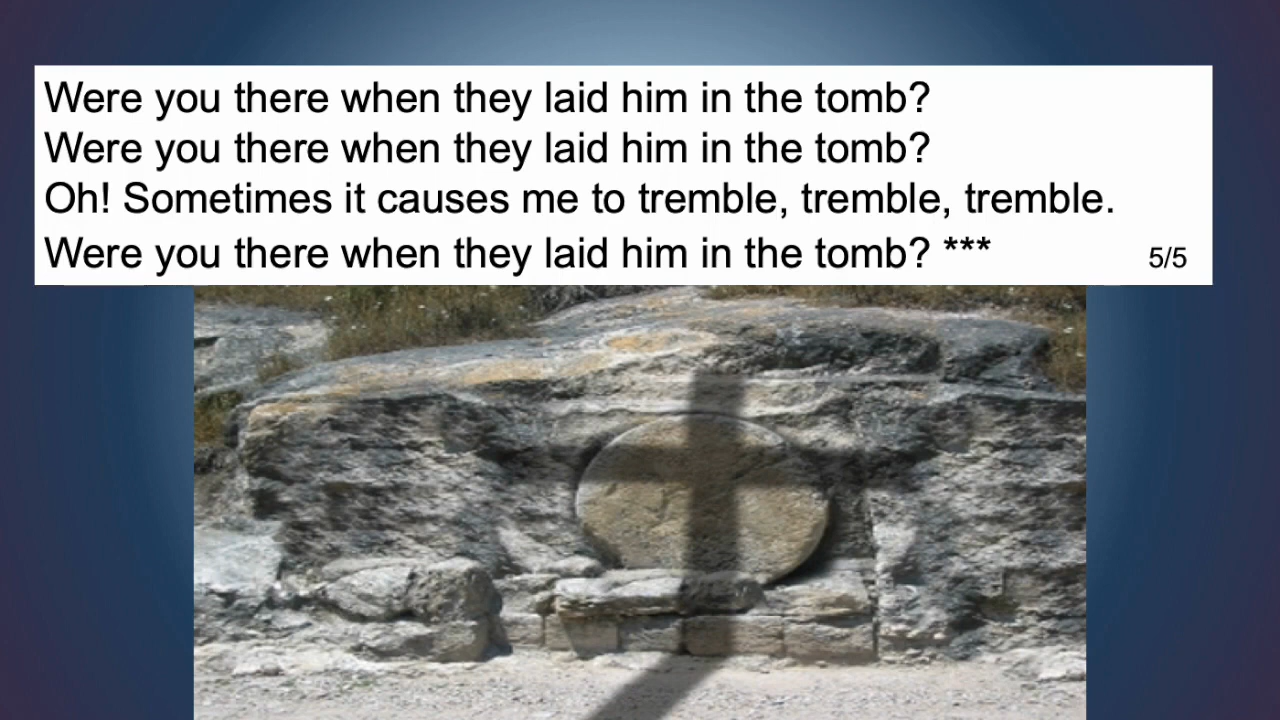 Were you there when they laid him in the tomb?
Were you there when they laid him in the tomb?
Oh! Sometimes it causes me to tremble, tremble, tremble.
Were you there when they laid him in the tomb? ***
5/5